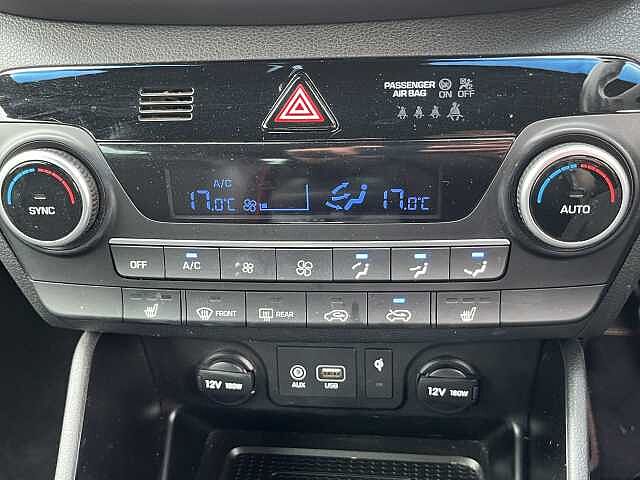 PASSENGER
AIR BAG ON OFF
A/C
17.0°C 17.0°C
SYNC
AUTO
OFF A/C
FRONT REAR
12V 180W
AUX USB
12V 180W